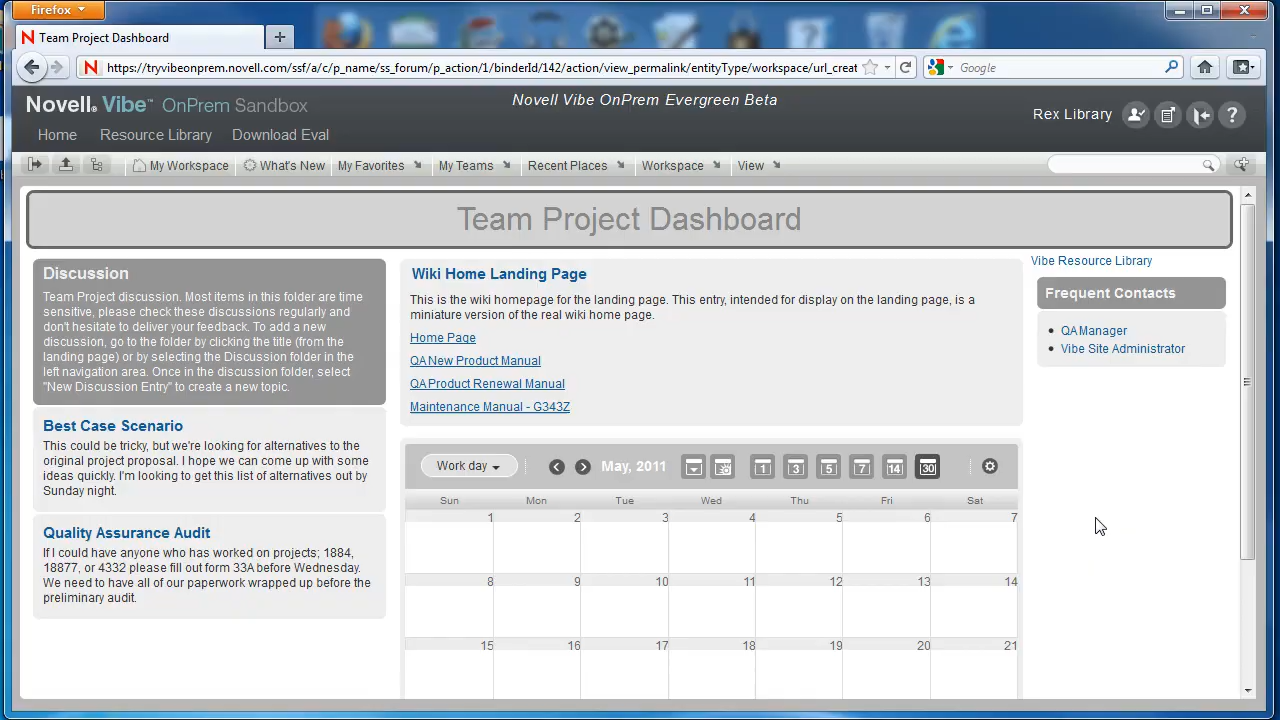 Firefox
Team Project Dashboard
https://tryvibeonprem.novell.com/ssf/a/c/p_name/ss_forum/p_action/1/binderId/142/action/view_permalink/entityType/workspace/url_creat
Google
Novell Vibe OnPrem Sandbox
Novell Vibe OnPrem Evergreen Beta
Rex Library
Home Resource Library Download Eval
My Workspace What's New My Favorites My Teams Recent Places Workspace View
Team Project Dashboard
Discussion
Team Project discussion. Most items in this folder are time
sensitive, please check these discussions regularly and
don't hesitate to deliver your feedback. To add a new
discussion, go to the folder by clicking the title (from the
landing page) or by selecting the Discussion folder in the
left navigation area. Once in the discussion folder, select
"New Discussion Entry" to create a new topic.
Best Case Scenario
This could be tricky, but we're looking for alternatives to the
original project proposal. I hope we can come up with some
ideas quickly. I'm looking to get this list of alternatives out by
Sunday night.
Quality Assurance Audit
If I could have anyone who has worked on projects; 1884,
18877, or 4332 please fill out form 33A before Wednesday.
We need to have all of our paperwork wrapped up before the
preliminary audit.
Wiki Home Landing Page
This is the wiki homepage for the landing page. This entry, intended for display on the landing page, is a
miniature version of the real wiki home page.
Home Page
QA New Product Manual
QA Product Renewal Manual
Maintenance Manual - G343Z
Work day May, 2011 1 3 5 7 14 30
Sun Mon Tue Wed Thu Fri Sat
1 2 3 4 5 6 7
8 9 10 11 12 13 14
15 16 17 18 19 20 21
Vibe Resource Library
Frequent Contacts
QA Manager
Vibe Site Administrator